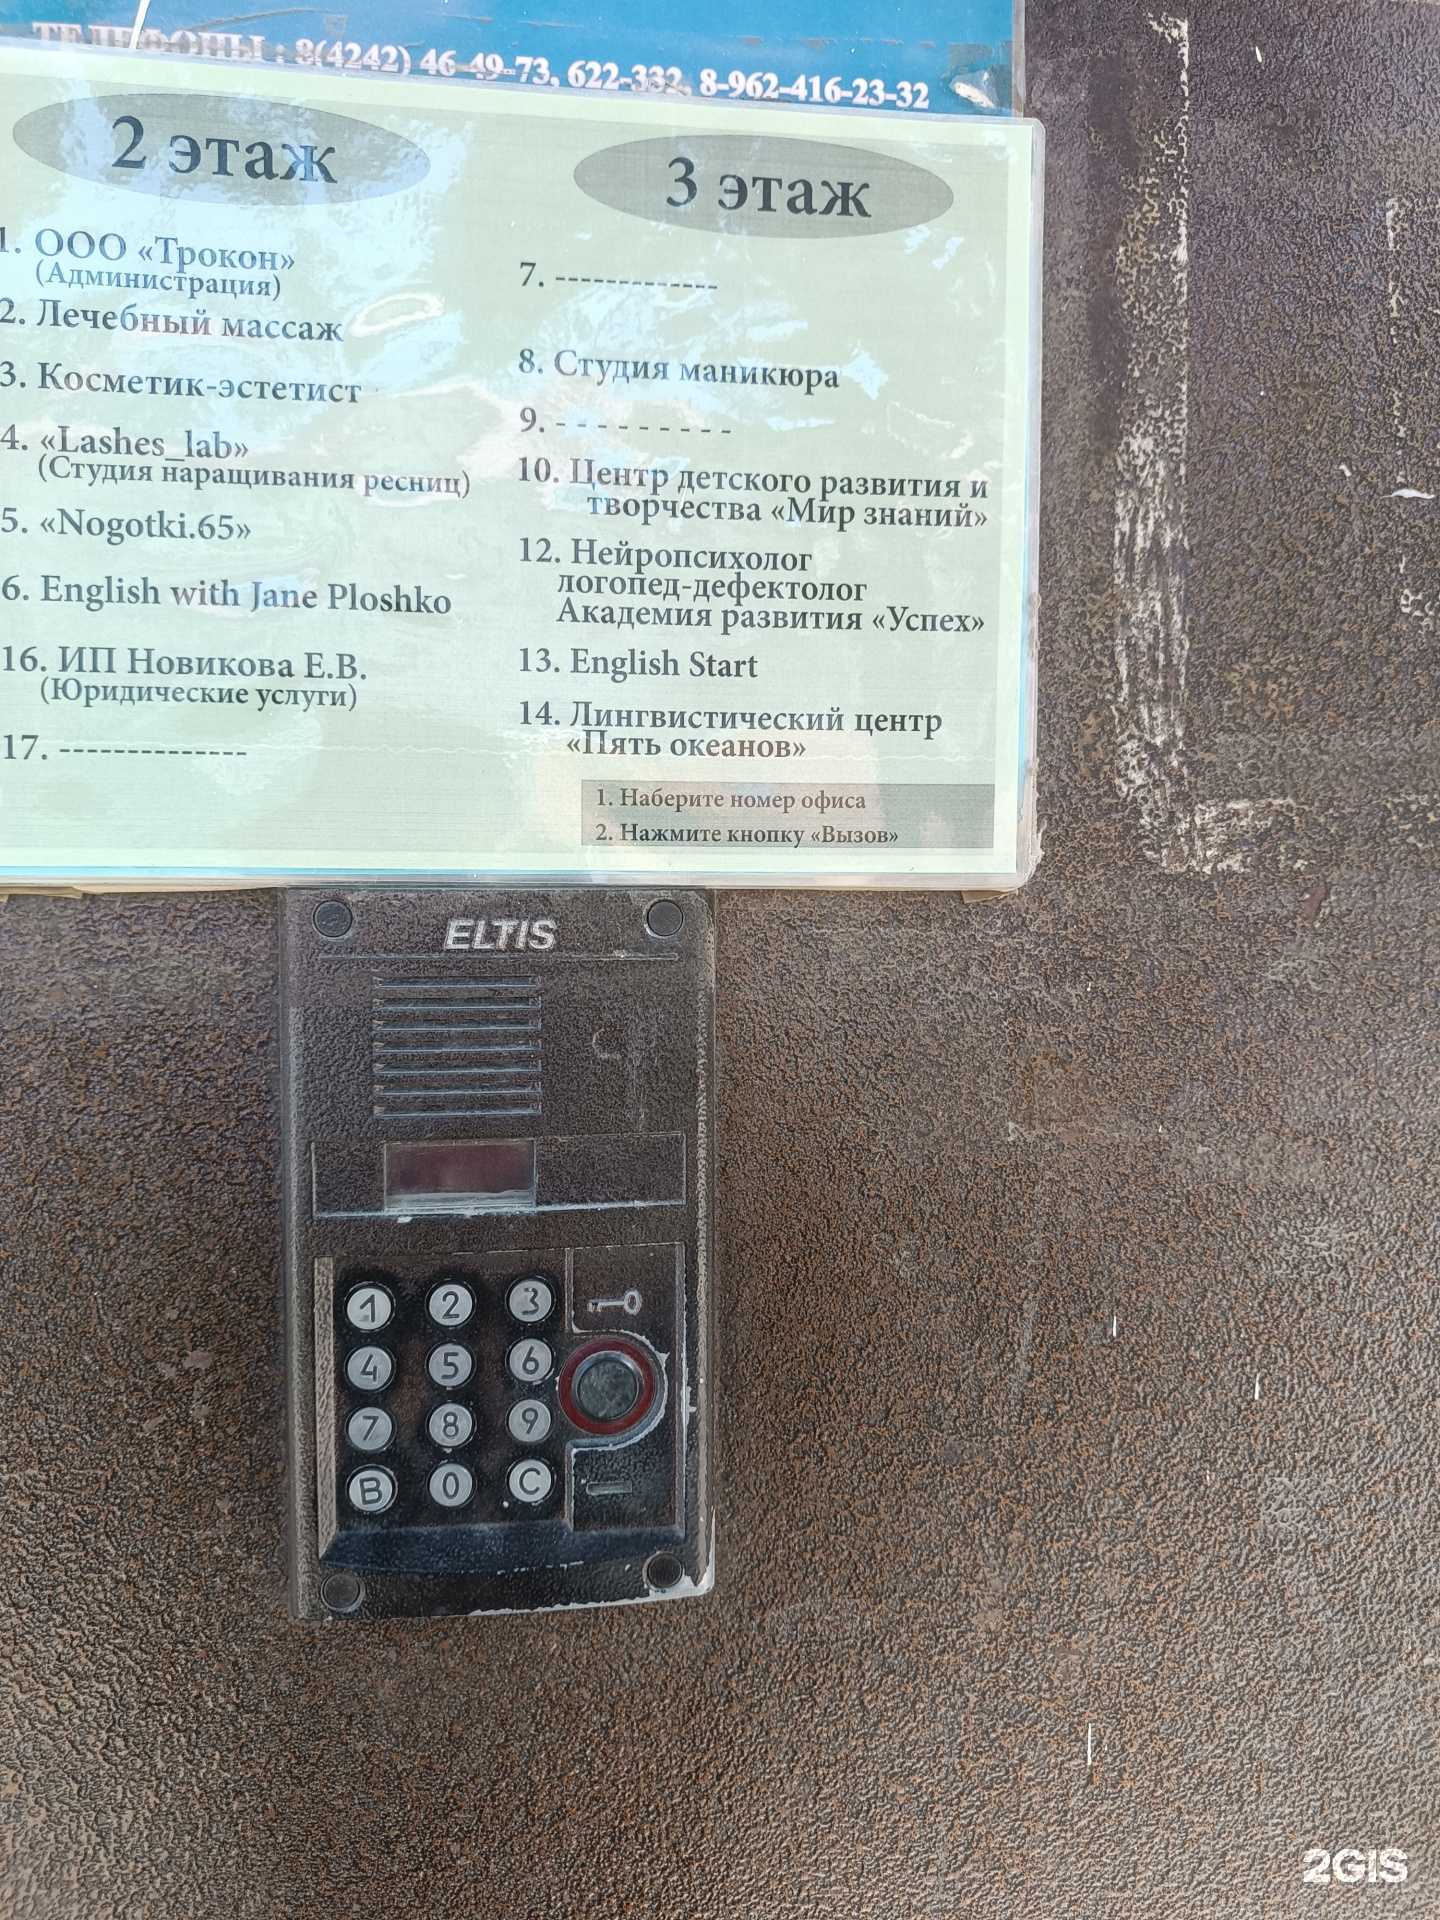 ТЕЛЕФОНЫ : 8(4242) 46-49-73, 622-332, 8-962-416-23-32
2 этаж
1. ООО «Трокон»
(Администрация)
2. Лечебный массаж
3. Косметик-эстетист
4. «Lashes_lab»
(Студия наращивания ресниц)
5. «Nogotki.65»
6. English with Jane Ploshko
16. ИП Новикова Е.В.
(Юридические услуги)
17. --------------
3 этаж
7. -------------
8. Студия маникюра
9. - - - - - - - - -
10. Центр детского развития и
творчества «Мир знаний»
12. Нейропсихолог
логопед-дефектолог
Академия развития «Успех»
13. English Start
14. Лингвистический центр
«Пять океанов»
1. Наберите номер офиса
2. Нажмите кнопку «Вызов»
ELTIS
1 2 3
4 5 6
7 8 9
B 0 C
2GIS